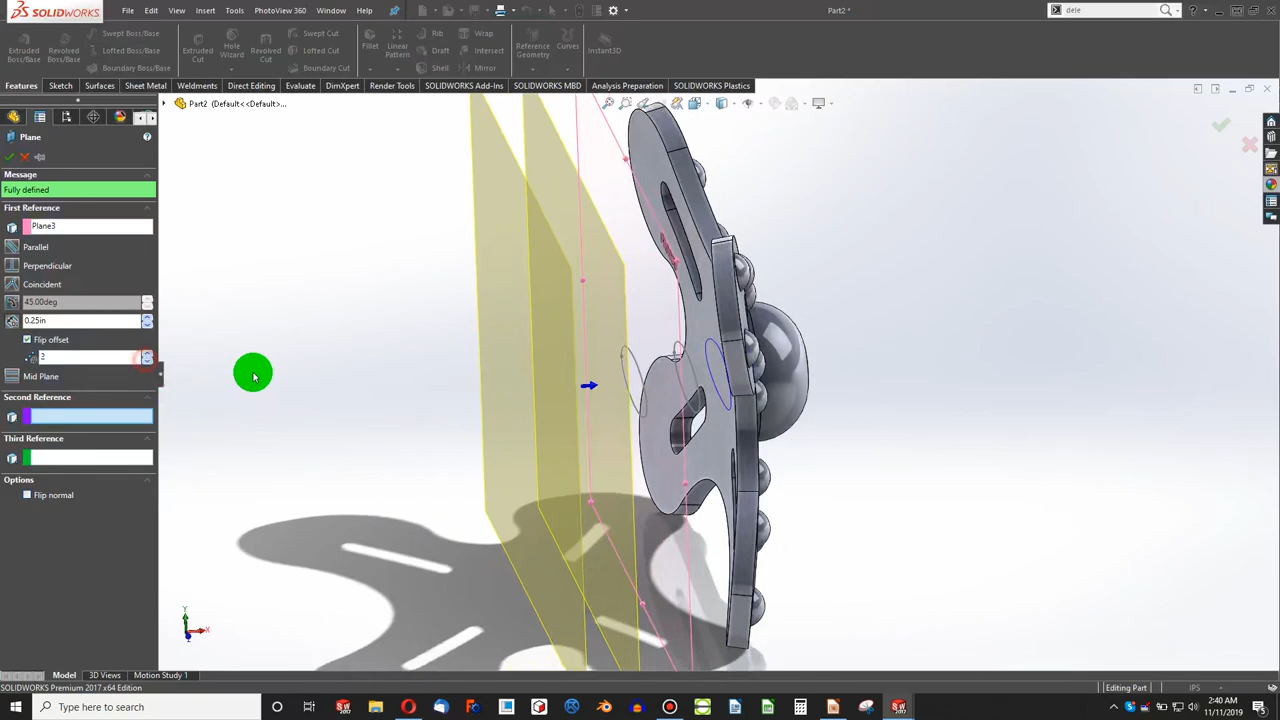 SOLIDWORKS
File Edit View Insert Tools PhotoView 360 Window Help
Part2 *
dele
Extruded Boss/Base
Revolved Boss/Base
Swept Boss/Base
Lofted Boss/Base
Boundary Boss/Base
Extruded Cut
Hole Wizard
Revolved Cut
Swept Cut
Lofted Cut
Boundary Cut
Fillet
Linear Pattern
Rib
Draft
Shell
Wrap
Intersect
Mirror
Reference Geometry
Curves
Instant3D
Features Sketch Surfaces Sheet Metal Weldments Direct Editing Evaluate DimXpert Render Tools SOLIDWORKS Add-Ins SOLIDWORKS MBD Analysis Preparation SOLIDWORKS Plastics
Part2 (Default<<Default>...
Plane
Message
Fully defined
First Reference
Plane3
Parallel
Perpendicular
Coincident
45.00deg
0.25in
Flip offset
2
Mid Plane
Second Reference
Third Reference
Options
Flip normal
Y
X
Model 3D Views Motion Study 1
SOLIDWORKS Premium 2017 x64 Edition
Editing Part
IPS
Type here to search
2:40 AM
11/11/2019